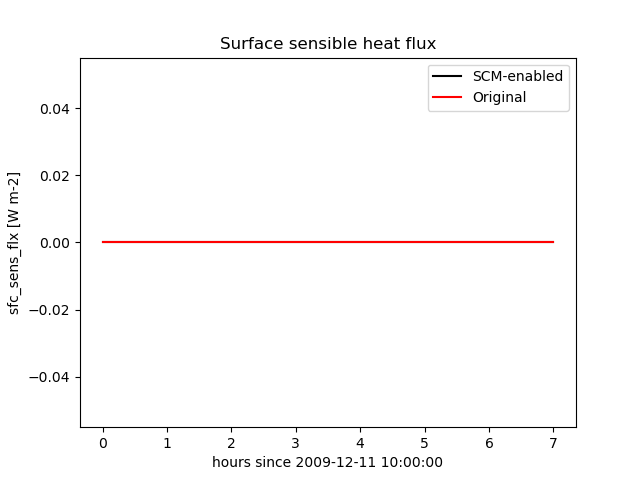 Surface sensible heat flux
SCM-enabled
Original
0.04
0.02
0.00
−0.02
−0.04
sfc_sens_flx [W m-2]
0 1 2 3 4 5 6 7
hours since 2009-12-11 10:00:00